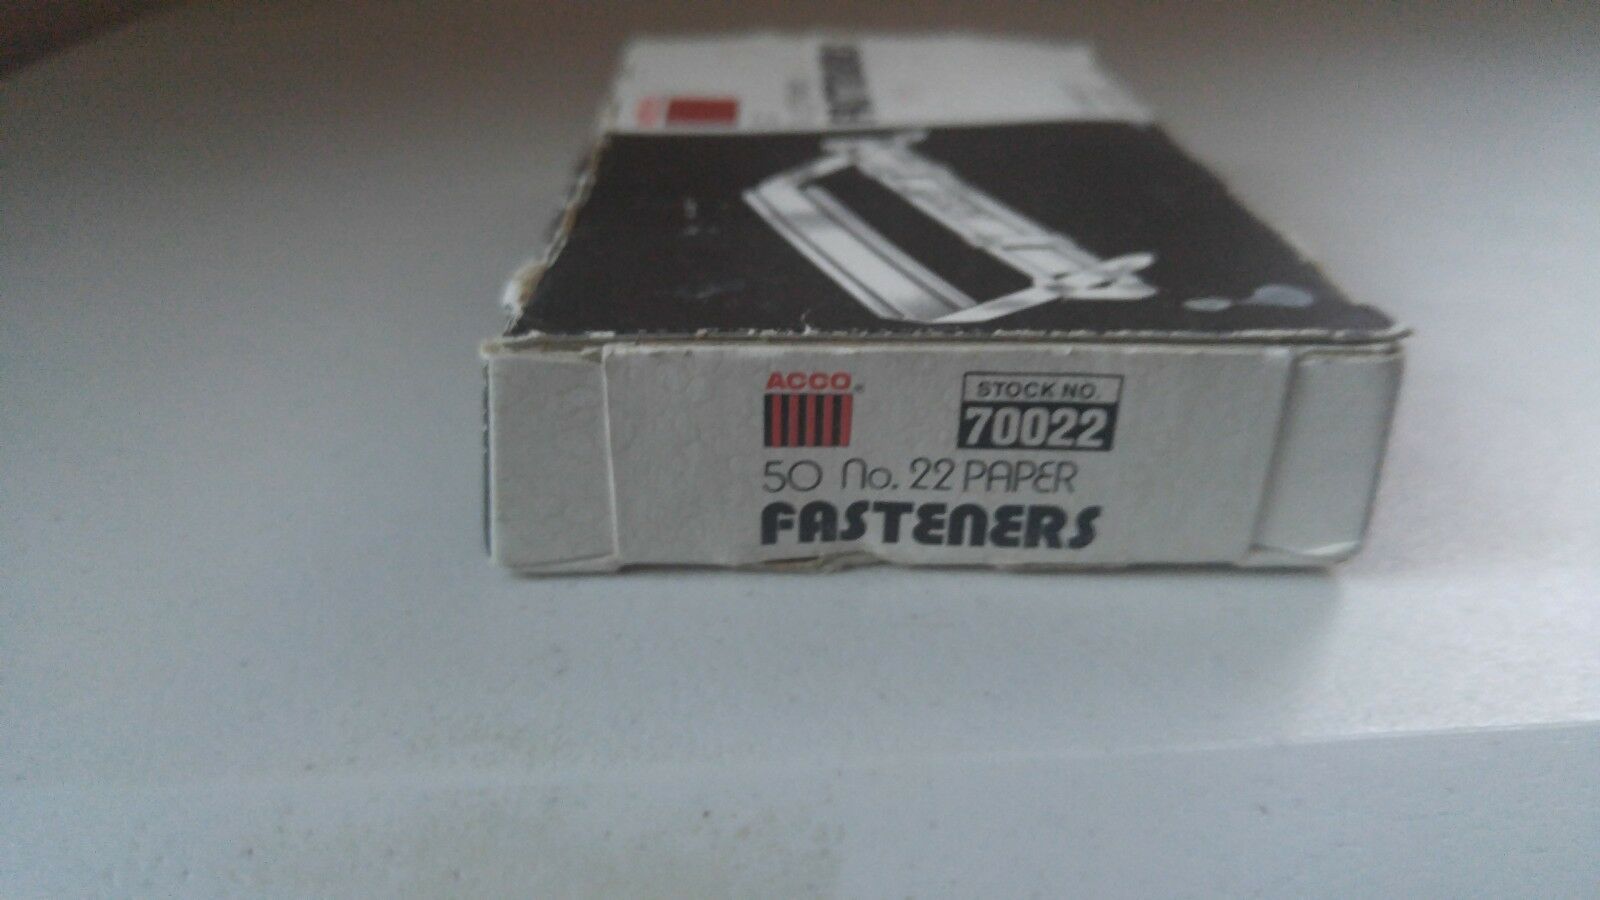 ACCO®
STOCK NO.
70022
50 No. 22 PAPER
FASTENERS